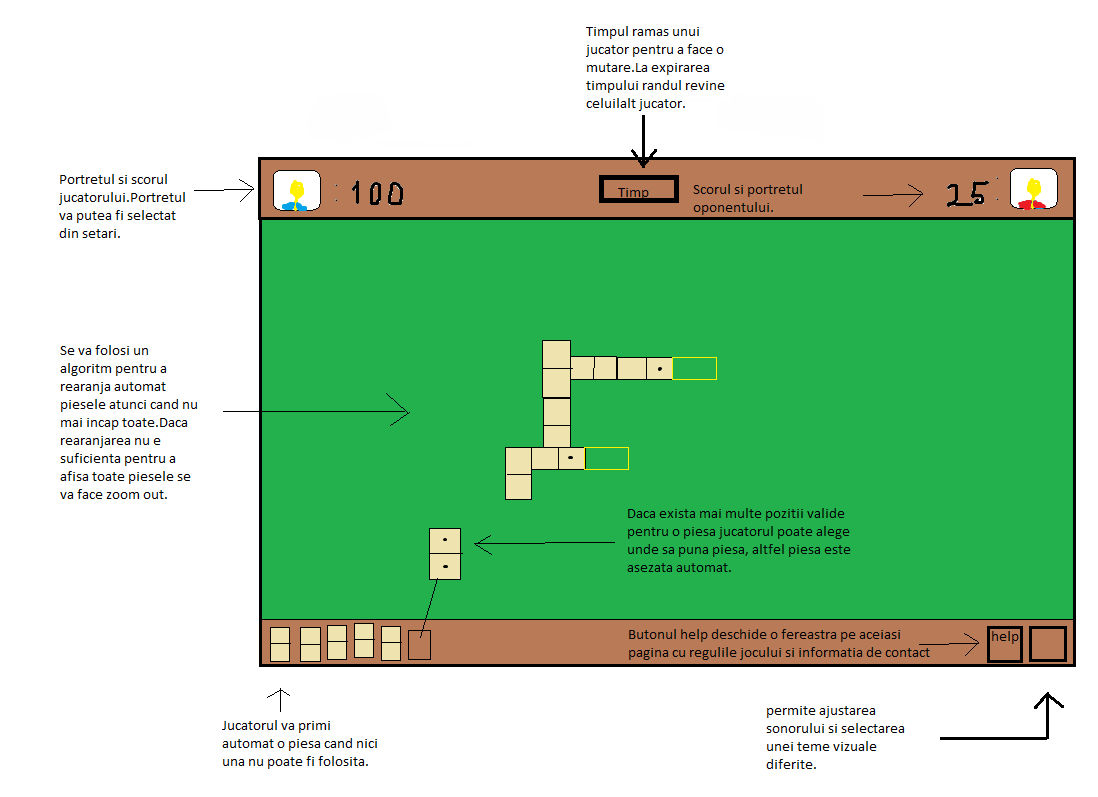 Timpul ramas unui
jucator pentru a face o
mutare.La expirarea
timpului randul revine
celuilalt jucator.
Portretul si scorul
jucatorului.Portretul
va putea fi selectat
din setari.
: 100
Timp
Scorul si portretul
oponentului.
25 :
Se va folosi un
algoritm pentru a
rearanja automat
piesele atunci cand nu
mai incap toate.Daca
rearanjarea nu e
suficienta pentru a
afisa toate piesele se
va face zoom out.
Daca exista mai multe pozitii valide
pentru o piesa jucatorul poate alege
unde sa puna piesa, altfel piesa este
asezata automat.
Butonul help deschide o fereastra pe aceiasi
pagina cu regulile jocului si informatia de contact
help
Jucatorul va primi
automat o piesa cand nici
una nu poate fi folosita.
permite ajustarea
sonorului si selectarea
unei teme vizuale
diferite.